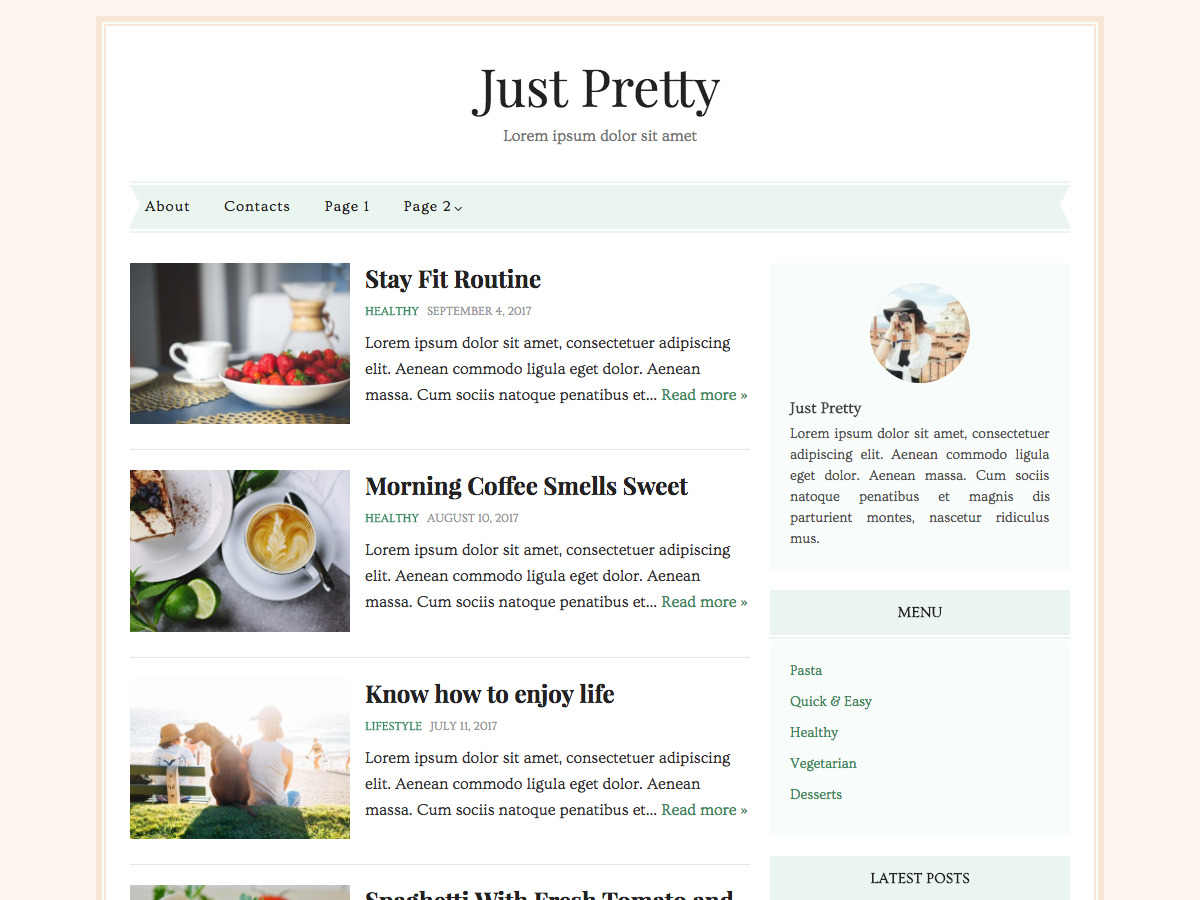 Just Pretty
Lorem ipsum dolor sit amet
About Contacts Page 1 Page 2
Stay Fit Routine
HEALTHY SEPTEMBER 4, 2017
Lorem ipsum dolor sit amet, consectetuer adipiscing
elit. Aenean commodo ligula eget dolor. Aenean
massa. Cum sociis natoque penatibus et... Read more »
Morning Coffee Smells Sweet
HEALTHY AUGUST 10, 2017
Lorem ipsum dolor sit amet, consectetuer adipiscing
elit. Aenean commodo ligula eget dolor. Aenean
massa. Cum sociis natoque penatibus et... Read more »
Know how to enjoy life
LIFESTYLE JULY 11, 2017
Lorem ipsum dolor sit amet, consectetuer adipiscing
elit. Aenean commodo ligula eget dolor. Aenean
massa. Cum sociis natoque penatibus et... Read more »
Spaghetti With Fresh Tomato and
Just Pretty
Lorem ipsum dolor sit amet, consectetuer
adipiscing elit. Aenean commodo ligula
eget dolor. Aenean massa. Cum sociis
natoque penatibus et magnis dis
parturient montes, nascetur ridiculus
mus.
MENU
Pasta
Quick & Easy
Healthy
Vegetarian
Desserts
LATEST POSTS